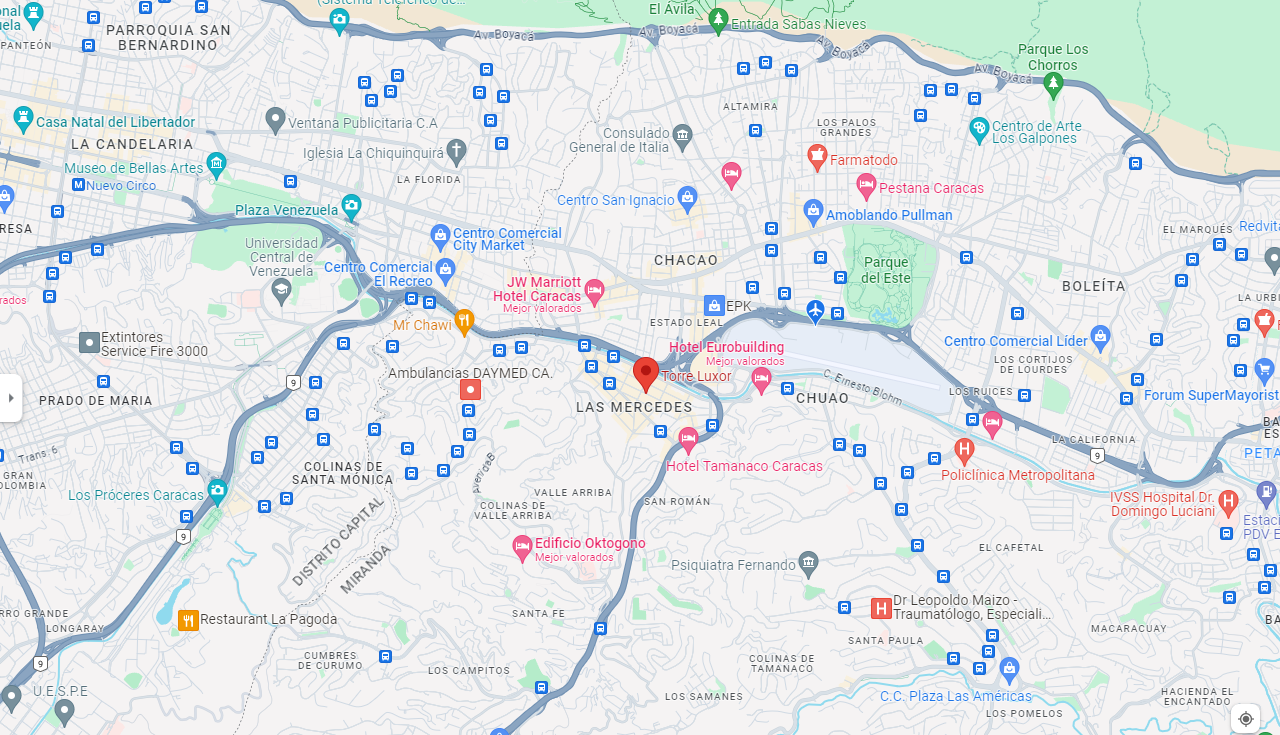 (Sistema Teleférico de...
El Ávila
Entrada Sabas Nieves
PARROQUIA SAN
BERNARDINO
PANTEÓN
Av. Boyacá
Av. Boyacá
Av. Boyacá
Av. Boyacá
Parque Los
Chorros
ALTAMIRA
Casa Natal del Libertador
Ventana Publicitaria C.A
LOS PALOS
GRANDES
Centro de Arte
Los Galpones
LA CANDELARIA
Consulado
General de Italia
Iglesia La Chiquinquirá
Farmatodo
Museo de Bellas Artes
LA FLORIDA
Nuevo Circo
Pestana Caracas
Centro San Ignacio
Plaza Venezuela
Amoblando Pullman
RESA
Centro Comercial
City Market
EL MARQUÉS
Redvita
Universidad
Central de
Venezuela
CHACAO
Parque
del Este
Centro Comercial
El Recreo
JW Marriott
Hotel Caracas
Mejor valorados
BOLEÍTA
rados
LA URBI
EPK
Mr Chawi
ESTADO LEAL
Extintores
Service Fire 3000
Hotel Eurobuilding
Mejor valorados
Centro Comercial Líder
LOS CORTIJOS
DE LOURDES
Ambulancias DAYMED CA.
Torre Luxor
C. Ernesto Blohm
LOS RUICES
Forum SuperMayorist
9
PRADO DE MARIA
LAS MERCEDES
CHUAO
LA CALIFORNIA
Trans. 6
Hotel Tamanaco Caracas
9
PETA
COLINAS DE
SANTA MÓNICA
Avenida B
Policlínica Metropolitana
GRAN
OLOMBIA
Los Próceres Caracas
VALLE ARRIBA
SAN ROMÁN
IVSS Hospital Dr.
Domingo Luciani
COLINAS DE
VALLE ARRIBA
Estaci
PDV E
9
DISTRITO CAPITAL
MIRANDA
Edificio Oktogono
Mejor valorados
EL CAFETAL
Psiquiatra Fernando
RRO GRANDE
LONGARAY
Restaurant La Pagoda
SANTA FE
Dr Leopoldo Maizo -
Traumatólogo, Especiali...
MACARACUAY
SANTA PAULA
9
CUMBRES
DE CURUMO
LOS CAMPITOS
COLINAS DE
TAMANACO
U.E.S.P.E
LOS SAMANES
C.C. Plaza Las Américas
LOS POMELOS
HACIENDA EL
ENCANTADO